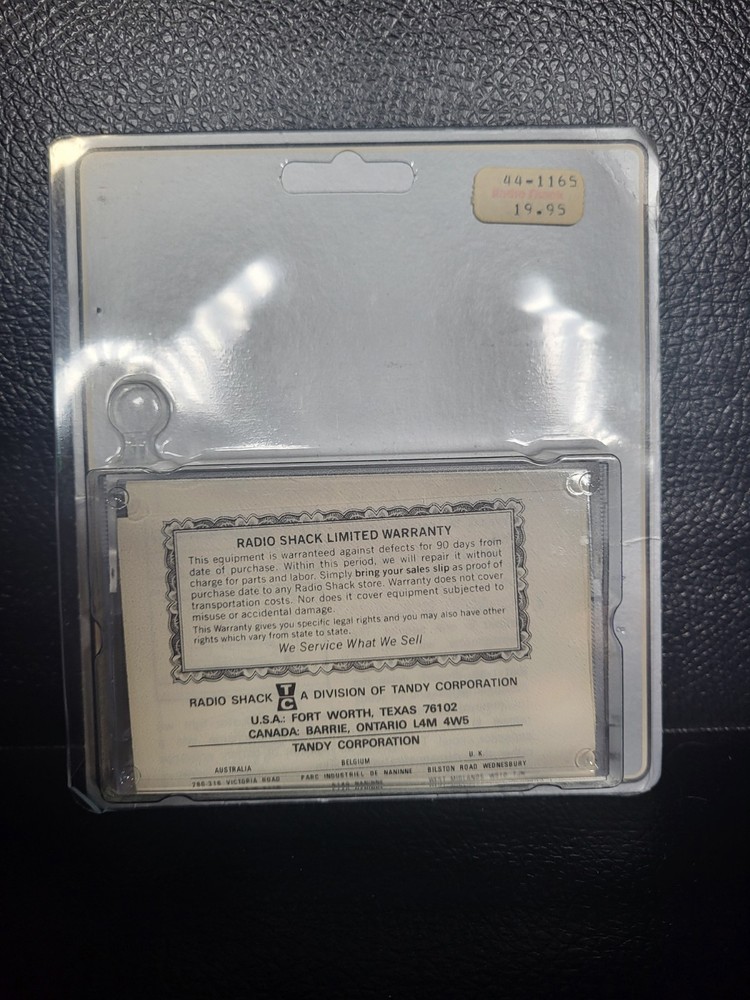 44-1165
Radio Shack
19.95
RADIO SHACK LIMITED WARRANTY
This equipment is warranteed against defects for 90 days from
date of purchase. Within this period, we will repair it without
charge for parts and labor. Simply bring your sales slip as proof of
purchase date to any Radio Shack store. Warranty does not cover
transportation costs. Nor does it cover equipment subjected to
misuse or accidental damage.
This Warranty gives you specific legal rights and you may also have other
rights which vary from state to state.
We Service What We Sell
RADIO SHACK TC A DIVISION OF TANDY CORPORATION
U.S.A.: FORT WORTH, TEXAS 76102
CANADA: BARRIE, ONTARIO L4M 4W5
TANDY CORPORATION
AUSTRALIA BELGIUM U. K.
VICTORIA ROAD PARC INDUSTRIEL DE NANINNE BILSTON ROAD WEDNESBURY